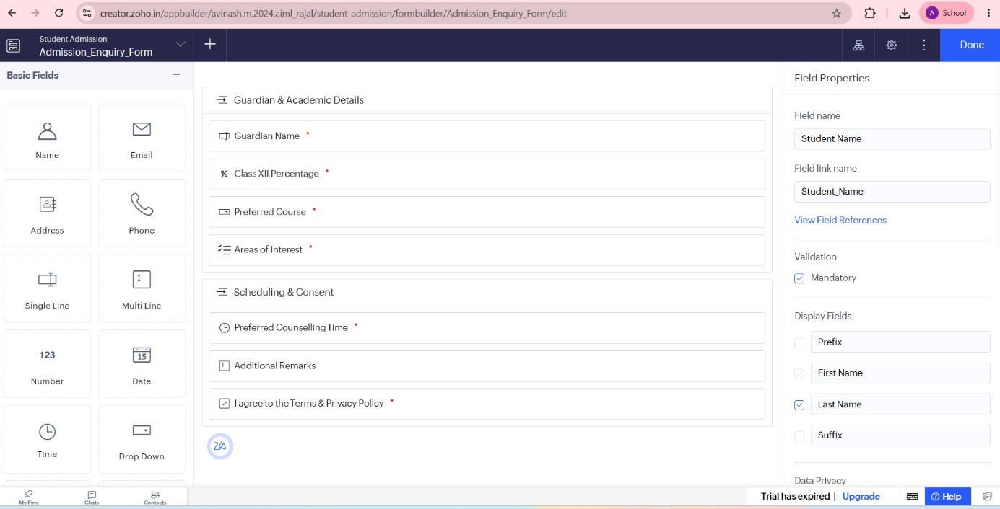 creator.zoho.in/appbuilder/avinash.m.2024.aiml_rajal/student-admission/formbuilder/Admission_Enquiry_Form/edit
A School
Student Admission
Admission_Enquiry_Form
Done
Basic Fields
Name
Email
Address
Phone
Single Line
Multi Line
123
Number
15
Date
Time
Drop Down
Guardian & Academic Details
Guardian Name *
% Class XII Percentage *
Preferred Course *
Areas of Interest *
Scheduling & Consent
Preferred Counselling Time *
Additional Remarks
I agree to the Terms & Privacy Policy *
Zia
Field Properties
Field name
Student Name
Field link name
Student_Name
View Field References
Validation
Mandatory
Display Fields
Prefix
First Name
Last Name
Suffix
Data Privacy
My Pins
Chats
Contacts
Trial has expired | Upgrade
Help